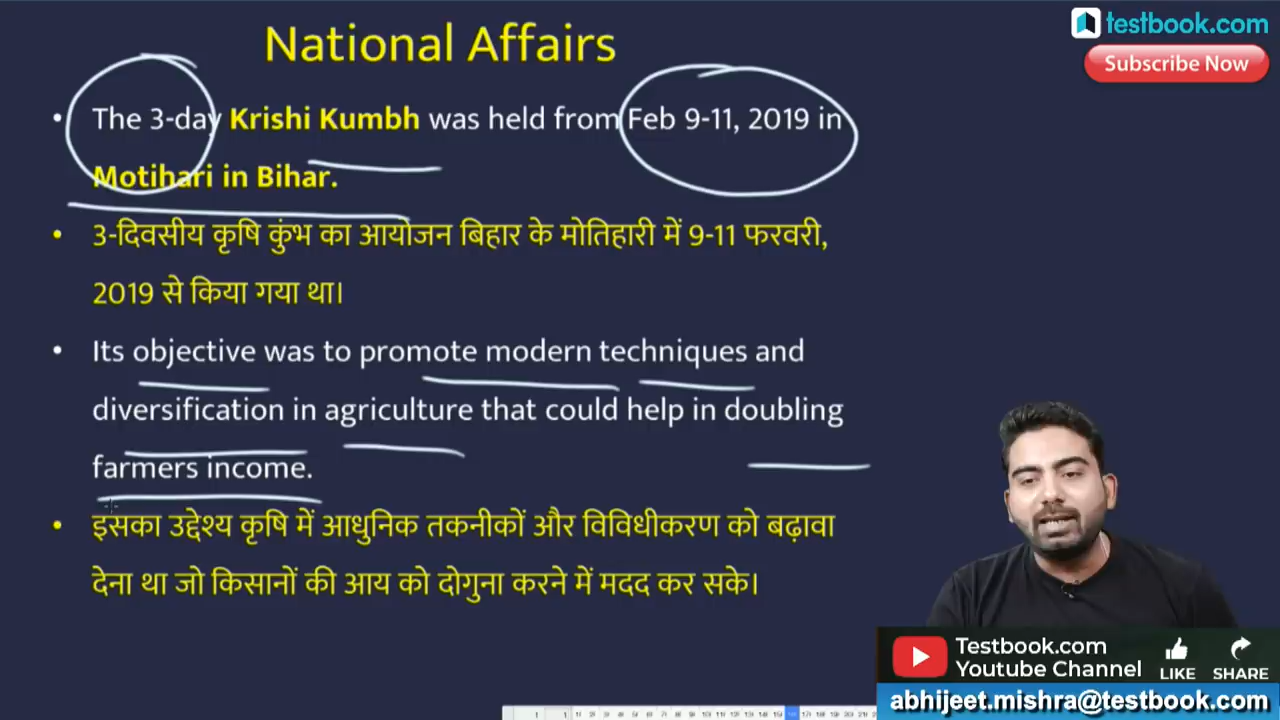 National Affairs
testbook.com
Subscribe Now
• The 3-day Krishi Kumbh was held from Feb 9-11, 2019 in
Motihari in Bihar.
• 3-दिवसीय कृषि कुंभ का आयोजन बिहार के मोतिहारी में 9-11 फरवरी,
2019 से किया गया था।
• Its objective was to promote modern techniques and
diversification in agriculture that could help in doubling
farmers income.
• इसका उद्देश्य कृषि में आधुनिक तकनीकों और विविधीकरण को बढ़ावा
देना था जो किसानों की आय को दोगुना करने में मदद कर सके।
Testbook.com
Youtube Channel
LIKE
SHARE
abhijeet.mishra@testbook.com